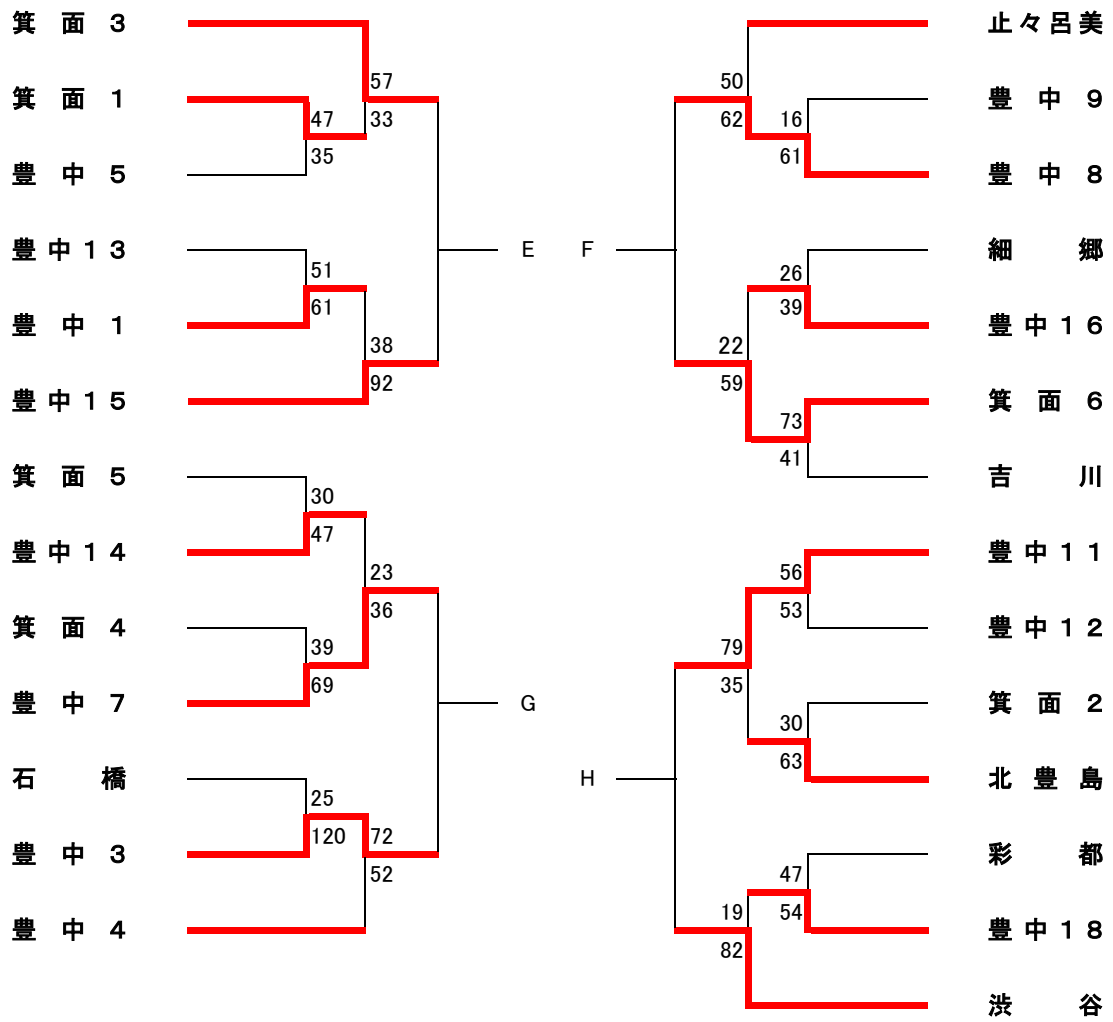 箕面３
57
箕面１
47
33
35
豊中５
豊中１３
51
E
61
豊中１
38
92
豊中１５
箕面５
30
47
豊中１４
23
36
箕面４
39
69
豊中７
G
石橋
25
120
72
豊中３
52
豊中４
止々呂美
50
豊中９
62
16
61
豊中８
F
細郷
26
39
豊中１６
22
59
箕面６
73
41
吉川
豊中１１
56
53
豊中１２
79
35
箕面２
30
63
北豊島
H
彩都
47
19
54
豊中１８
82
渋谷